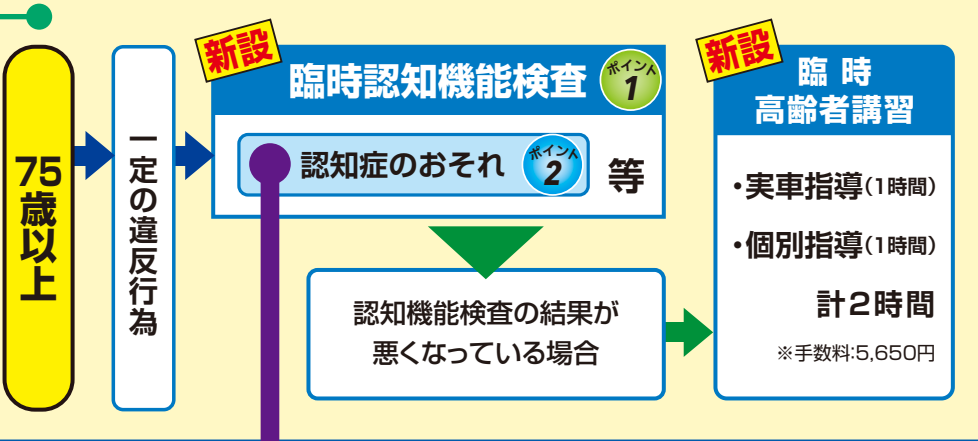 75歳以上
一定の違反行為
新設
臨時認知機能検査
ポイント
1
認知症のおそれ
ポイント
2
等
認知機能検査の結果が
悪くなっている場合
新設
臨時
高齢者講習
・実車指導(1時間)
・個別指導(1時間)
計2時間
※手数料:5,650円